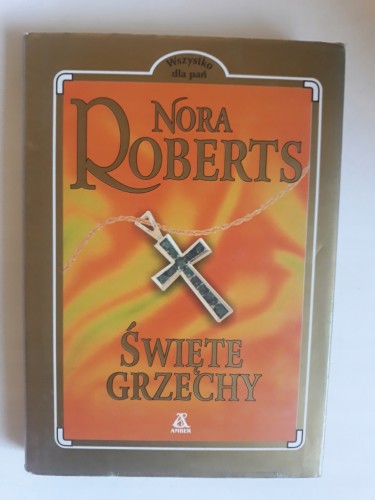 Wszystko
dla pań
NORA
ROBERTS
ŚWIĘTE
GRZECHY
AMBER